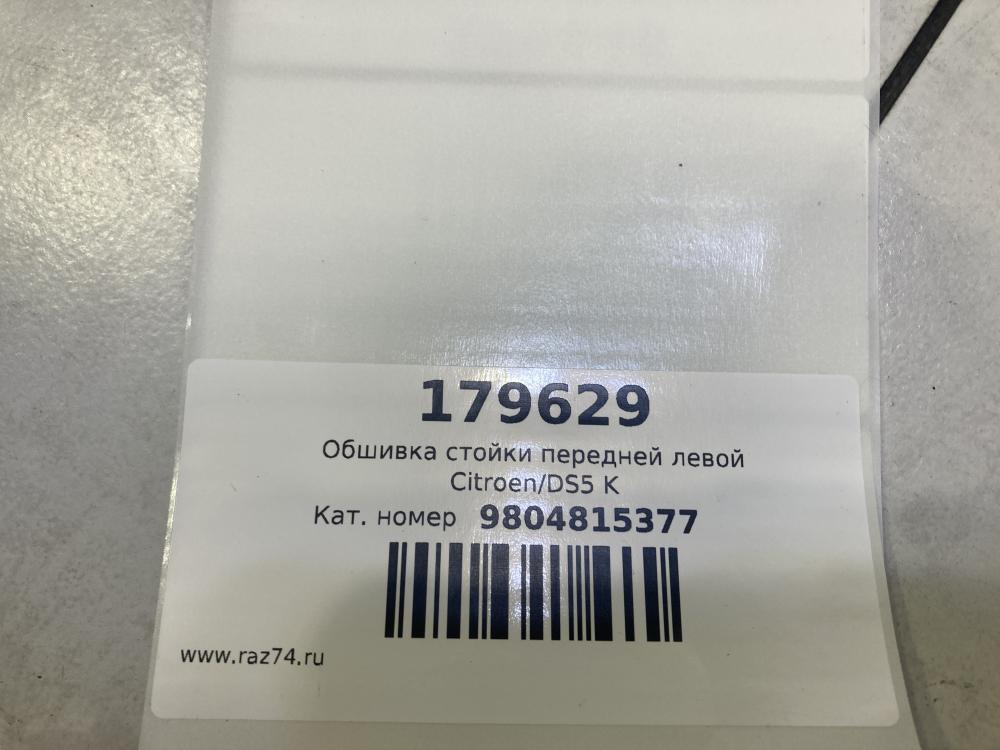 179629
Обшивка стойки передней левой
Citroen/DS5 K
Кат. номер 9804815377
www.raz74.ru